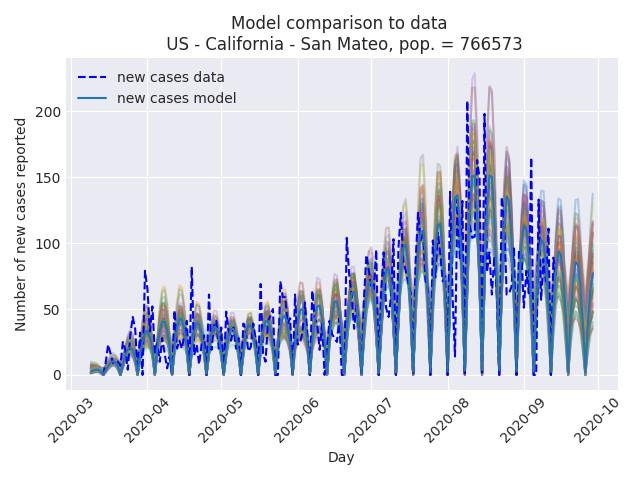 Model comparison to data
US - California - San Mateo, pop. = 766573
new cases data
new cases model
Number of new cases reported
200
150
100
50
0
2020-03
2020-04
2020-05
2020-06
2020-07
2020-08
2020-09
2020-10
Day